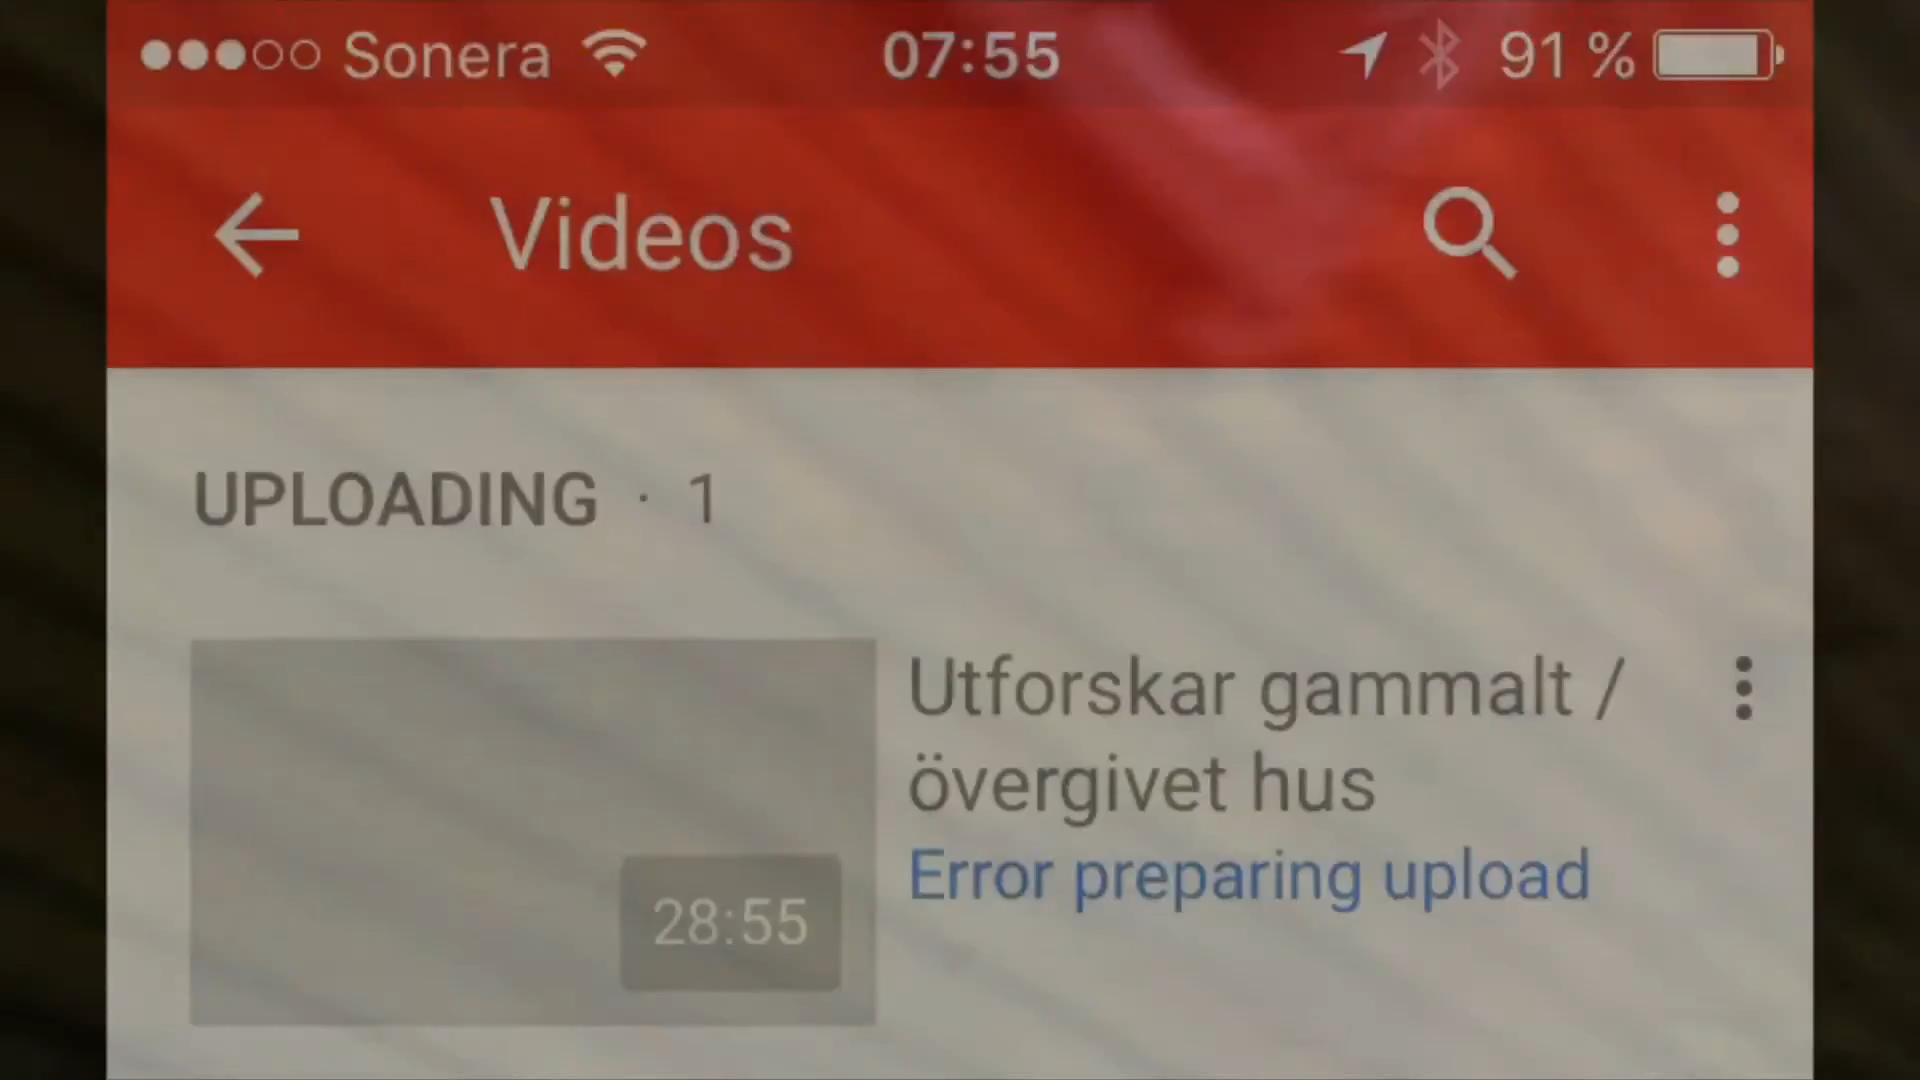 Sonera 07:55 91 %
Videos
UPLOADING · 1
28:55
Utforskar gammalt /
övergivet hus
Error preparing upload